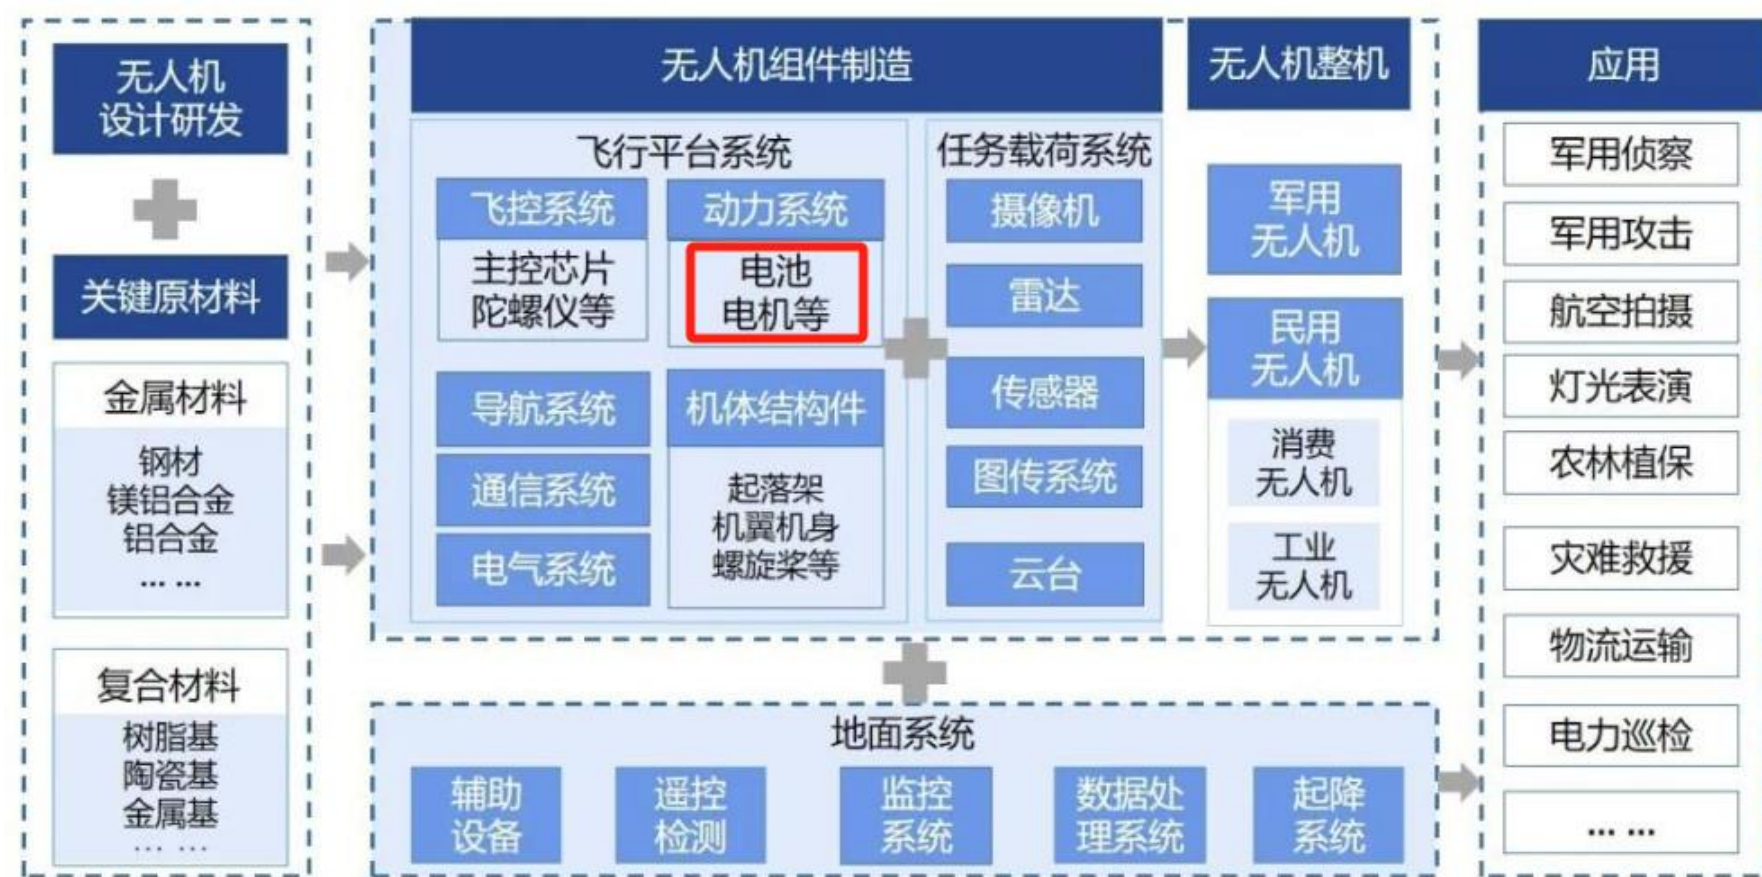 无人机
设计研发
关键原材料
金属材料
钢材
镁铝合金
铝合金
... ...
复合材料
树脂基
陶瓷基
金属基
... ...
无人机组件制造
飞行平台系统
飞控系统
主控芯片
陀螺仪等
动力系统
电池
电机等
导航系统
通信系统
电气系统
机体结构件
起落架
机翼机身
螺旋桨等
任务载荷系统
摄像机
雷达
传感器
图传系统
云台
无人机整机
军用
无人机
民用
无人机
消费
无人机
工业
无人机
地面系统
辅助
设备
遥控
检测
监控
系统
数据处
理系统
起降
系统
应用
军用侦察
军用攻击
航空拍摄
灯光表演
农林植保
灾难救援
物流运输
电力巡检
... ...